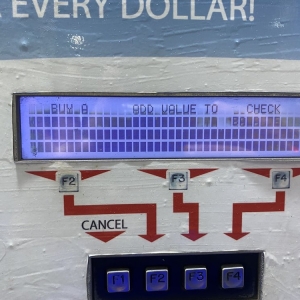 EVERY DOLLAR!
BUY A ADD VALUE TO CHECK
F2 F3 F4
CANCEL
F1 F2 F3 F4